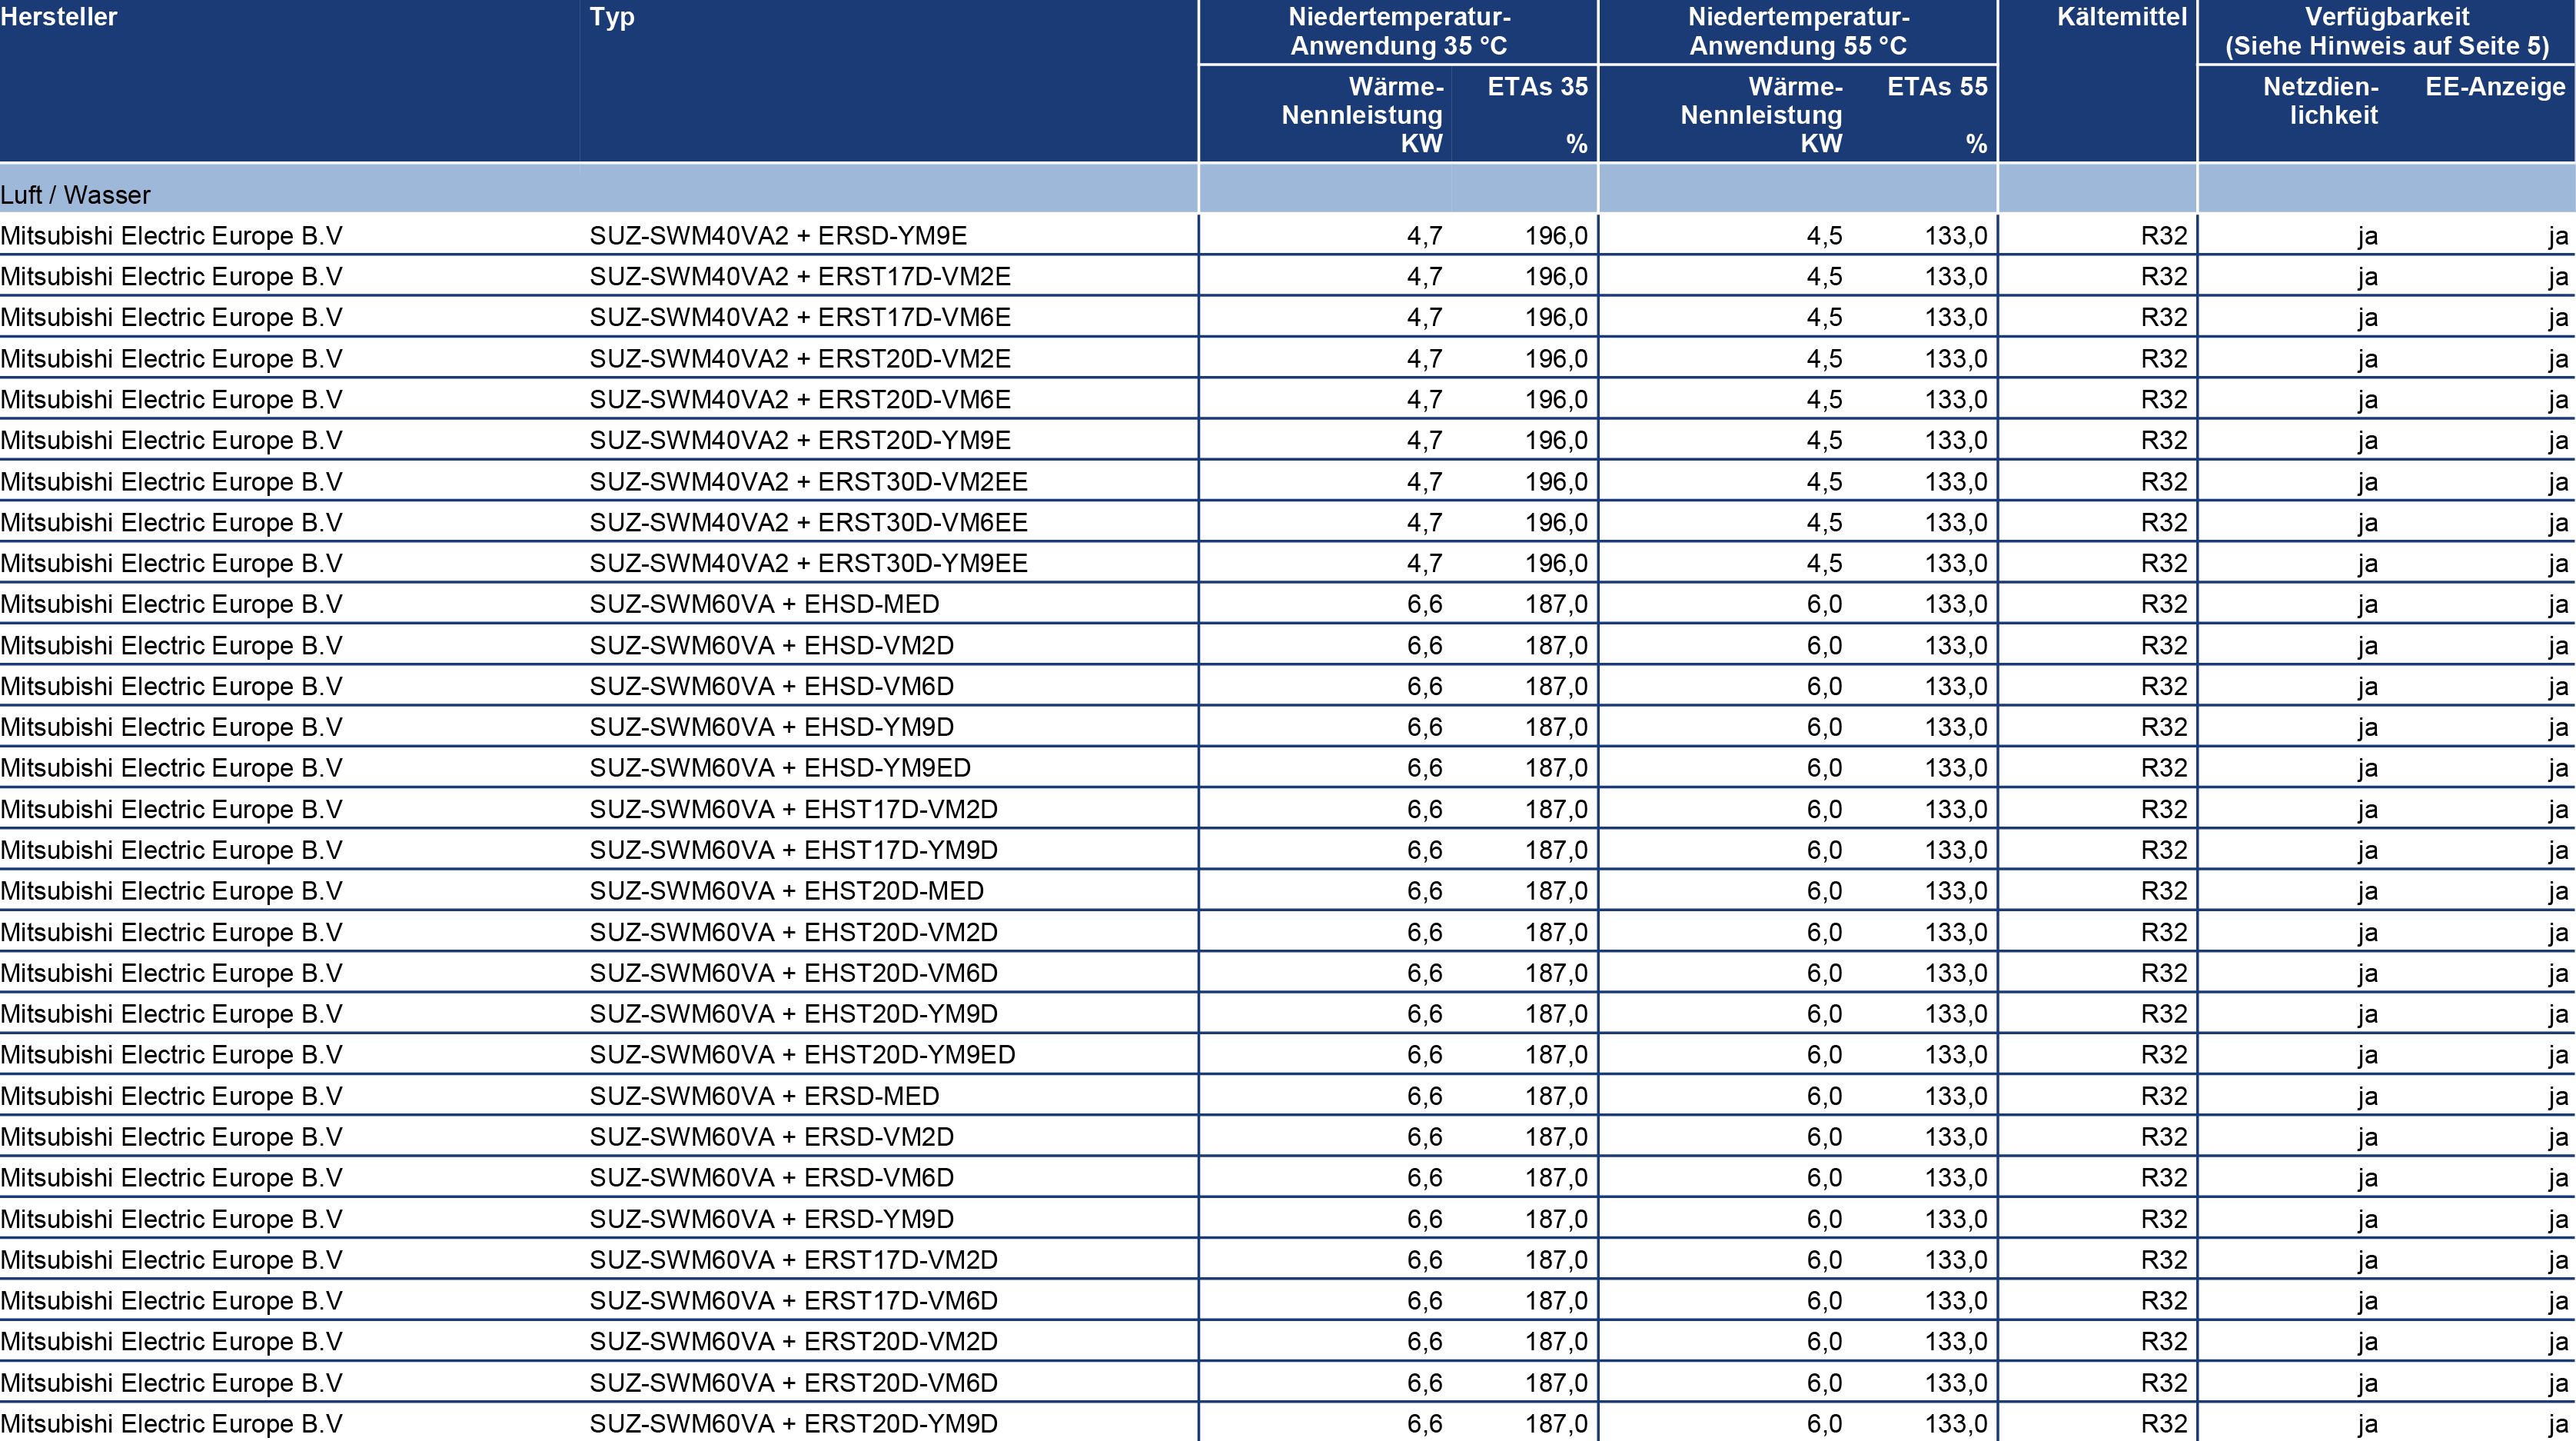 Hersteller Typ Niedertemperatur- Niedertemperatur- Kältemittel Verfügbarkeit
Anwendung 35 °C Anwendung 55 °C (Siehe Hinweis auf Seite 5)
Wärme- ETAs 35 Wärme- ETAs 55 Netzdien- EE-Anzeige
Nennleistung Nennleistung lichkeit
KW % KW %
Luft / Wasser
Mitsubishi Electric Europe B.V SUZ-SWM40VA2 + ERSD-YM9E 4,7 196,0 4,5 133,0 R32 ja ja
Mitsubishi Electric Europe B.V SUZ-SWM40VA2 + ERST17D-VM2E 4,7 196,0 4,5 133,0 R32 ja ja
Mitsubishi Electric Europe B.V SUZ-SWM40VA2 + ERST17D-VM6E 4,7 196,0 4,5 133,0 R32 ja ja
Mitsubishi Electric Europe B.V SUZ-SWM40VA2 + ERST20D-VM2E 4,7 196,0 4,5 133,0 R32 ja ja
Mitsubishi Electric Europe B.V SUZ-SWM40VA2 + ERST20D-VM6E 4,7 196,0 4,5 133,0 R32 ja ja
Mitsubishi Electric Europe B.V SUZ-SWM40VA2 + ERST20D-YM9E 4,7 196,0 4,5 133,0 R32 ja ja
Mitsubishi Electric Europe B.V SUZ-SWM40VA2 + ERST30D-VM2EE 4,7 196,0 4,5 133,0 R32 ja ja
Mitsubishi Electric Europe B.V SUZ-SWM40VA2 + ERST30D-VM6EE 4,7 196,0 4,5 133,0 R32 ja ja
Mitsubishi Electric Europe B.V SUZ-SWM40VA2 + ERST30D-YM9EE 4,7 196,0 4,5 133,0 R32 ja ja
Mitsubishi Electric Europe B.V SUZ-SWM60VA + EHSD-MED 6,6 187,0 6,0 133,0 R32 ja ja
Mitsubishi Electric Europe B.V SUZ-SWM60VA + EHSD-VM2D 6,6 187,0 6,0 133,0 R32 ja ja
Mitsubishi Electric Europe B.V SUZ-SWM60VA + EHSD-VM6D 6,6 187,0 6,0 133,0 R32 ja ja
Mitsubishi Electric Europe B.V SUZ-SWM60VA + EHSD-YM9D 6,6 187,0 6,0 133,0 R32 ja ja
Mitsubishi Electric Europe B.V SUZ-SWM60VA + EHSD-YM9ED 6,6 187,0 6,0 133,0 R32 ja ja
Mitsubishi Electric Europe B.V SUZ-SWM60VA + EHST17D-VM2D 6,6 187,0 6,0 133,0 R32 ja ja
Mitsubishi Electric Europe B.V SUZ-SWM60VA + EHST17D-YM9D 6,6 187,0 6,0 133,0 R32 ja ja
Mitsubishi Electric Europe B.V SUZ-SWM60VA + EHST20D-MED 6,6 187,0 6,0 133,0 R32 ja ja
Mitsubishi Electric Europe B.V SUZ-SWM60VA + EHST20D-VM2D 6,6 187,0 6,0 133,0 R32 ja ja
Mitsubishi Electric Europe B.V SUZ-SWM60VA + EHST20D-VM6D 6,6 187,0 6,0 133,0 R32 ja ja
Mitsubishi Electric Europe B.V SUZ-SWM60VA + EHST20D-YM9D 6,6 187,0 6,0 133,0 R32 ja ja
Mitsubishi Electric Europe B.V SUZ-SWM60VA + EHST20D-YM9ED 6,6 187,0 6,0 133,0 R32 ja ja
Mitsubishi Electric Europe B.V SUZ-SWM60VA + ERSD-MED 6,6 187,0 6,0 133,0 R32 ja ja
Mitsubishi Electric Europe B.V SUZ-SWM60VA + ERSD-VM2D 6,6 187,0 6,0 133,0 R32 ja ja
Mitsubishi Electric Europe B.V SUZ-SWM60VA + ERSD-VM6D 6,6 187,0 6,0 133,0 R32 ja ja
Mitsubishi Electric Europe B.V SUZ-SWM60VA + ERSD-YM9D 6,6 187,0 6,0 133,0 R32 ja ja
Mitsubishi Electric Europe B.V SUZ-SWM60VA + ERST17D-VM2D 6,6 187,0 6,0 133,0 R32 ja ja
Mitsubishi Electric Europe B.V SUZ-SWM60VA + ERST17D-VM6D 6,6 187,0 6,0 133,0 R32 ja ja
Mitsubishi Electric Europe B.V SUZ-SWM60VA + ERST20D-VM2D 6,6 187,0 6,0 133,0 R32 ja ja
Mitsubishi Electric Europe B.V SUZ-SWM60VA + ERST20D-VM6D 6,6 187,0 6,0 133,0 R32 ja ja
Mitsubishi Electric Europe B.V SUZ-SWM60VA + ERST20D-YM9D 6,6 187,0 6,0 133,0 R32 ja ja